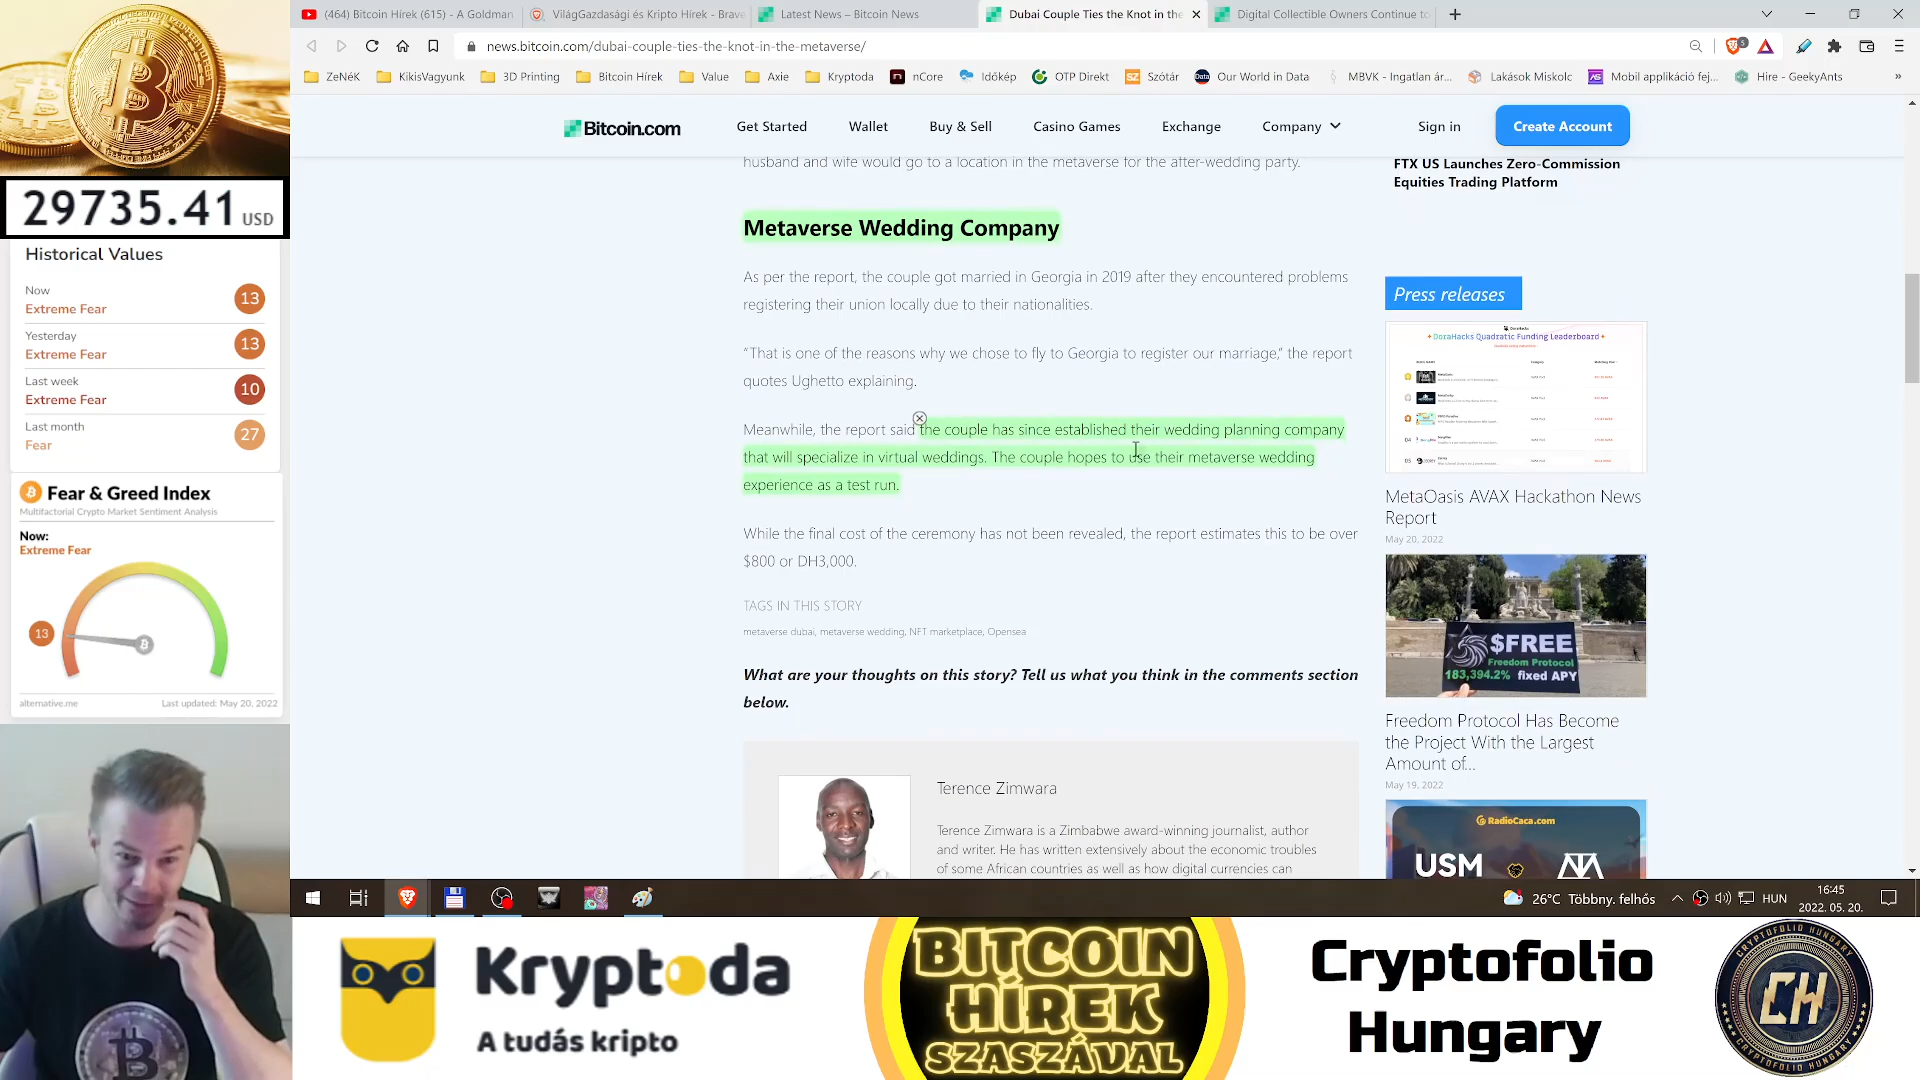 (464) Bitcoin Hírek (615) - A Goldman
VilágGazdasági és Kripto Hírek - Brave
Latest News – Bitcoin News
Dubai Couple Ties the Knot in the
Digital Collectible Owners Continue to
news.bitcoin.com/dubai-couple-ties-the-knot-in-the-metaverse/
5
ZeNéK
KikisVagyunk
3D Printing
Bitcoin Hírek
Value
Axie
Kryptoda
nCore
Időkép
OTP Direkt
Szótár
Our World in Data
MBVK - Ingatlan ár...
Lakások Miskolc
Mobil applikáció fej...
Hire - GeekyAnts
Bitcoin.com
Get Started
Wallet
Buy & Sell
Casino Games
Exchange
Company
Sign in
Create Account
husband and wife would go to a location in the metaverse for the after-wedding party.
Metaverse Wedding Company
As per the report, the couple got married in Georgia in 2019 after they encountered problems
registering their union locally due to their nationalities.
“That is one of the reasons why we chose to fly to Georgia to register our marriage,” the report
quotes Ughetto explaining.
Meanwhile, the report said the couple has since established their wedding planning company
that will specialize in virtual weddings. The couple hopes to use their metaverse wedding
experience as a test run.
While the final cost of the ceremony has not been revealed, the report estimates this to be over
$800 or DH3,000.
TAGS IN THIS STORY
metaverse dubai, metaverse wedding, NFT marketplace, Opensea
What are your thoughts on this story? Tell us what you think in the comments section
below.
Terence Zimwara
Terence Zimwara is a Zimbabwe award-winning journalist, author
and writer. He has written extensively about the economic troubles
of some African countries as well as how digital currencies can
FTX US Launches Zero-Commission
Equities Trading Platform
Press releases
DoraHacks
DoraHacks Quadratic Funding Leaderboard
MetaOasis AVAX Hackathon News
Report
May 20, 2022
$FREE
Freedom Protocol
183,394.2% fixed APY
Freedom Protocol Has Become
the Project With the Largest
Amount of...
May 19, 2022
RadioCaca.com
USM
29735.41 USD
Historical Values
Now
Extreme Fear
13
Yesterday
Extreme Fear
13
Last week
Extreme Fear
10
Last month
Fear
27
Fear & Greed Index
Multifactorial Crypto Market Sentiment Analysis
Now:
Extreme Fear
13
alternative.me
Last updated: May 20, 2022
26°C Többny. felhős
HUN
16:45
2022. 05. 20.
Kryptoda
A tudás kripto
BITCOIN
HÍREK
SZASZÁVAL
Cryptofolio
Hungary
CRYPTOFOLIO HUNGARY
CH
CRYPTOFOLIO HUNGARY